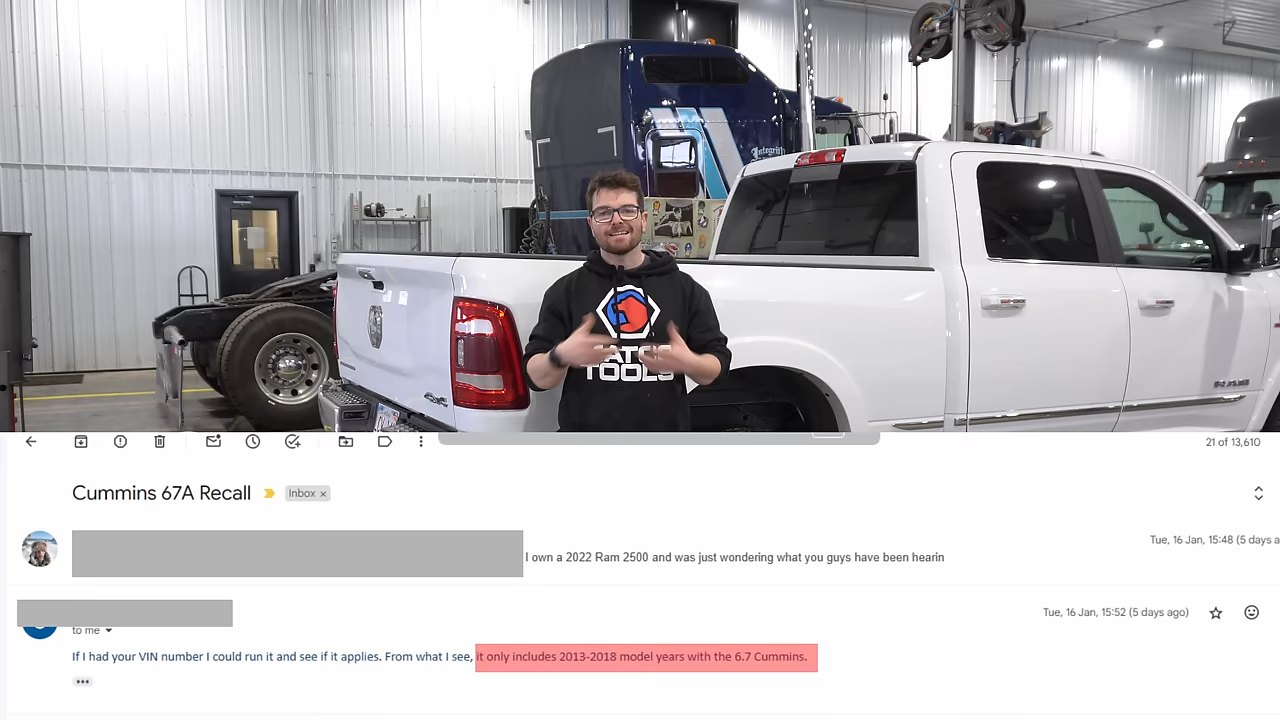 Integrity
MATCO
TOOLS
4x4
RAM
21 of 13,610
Cummins 67A Recall
Inbox ×
Tue, 16 Jan, 15:48 (5 days a
I own a 2022 Ram 2500 and was just wondering what you guys have been hearin
Tue, 16 Jan, 15:52 (5 days ago)
to me
If I had your VIN number I could run it and see if it applies. From what I see, it only includes 2013-2018 model years with the 6.7 Cummins.